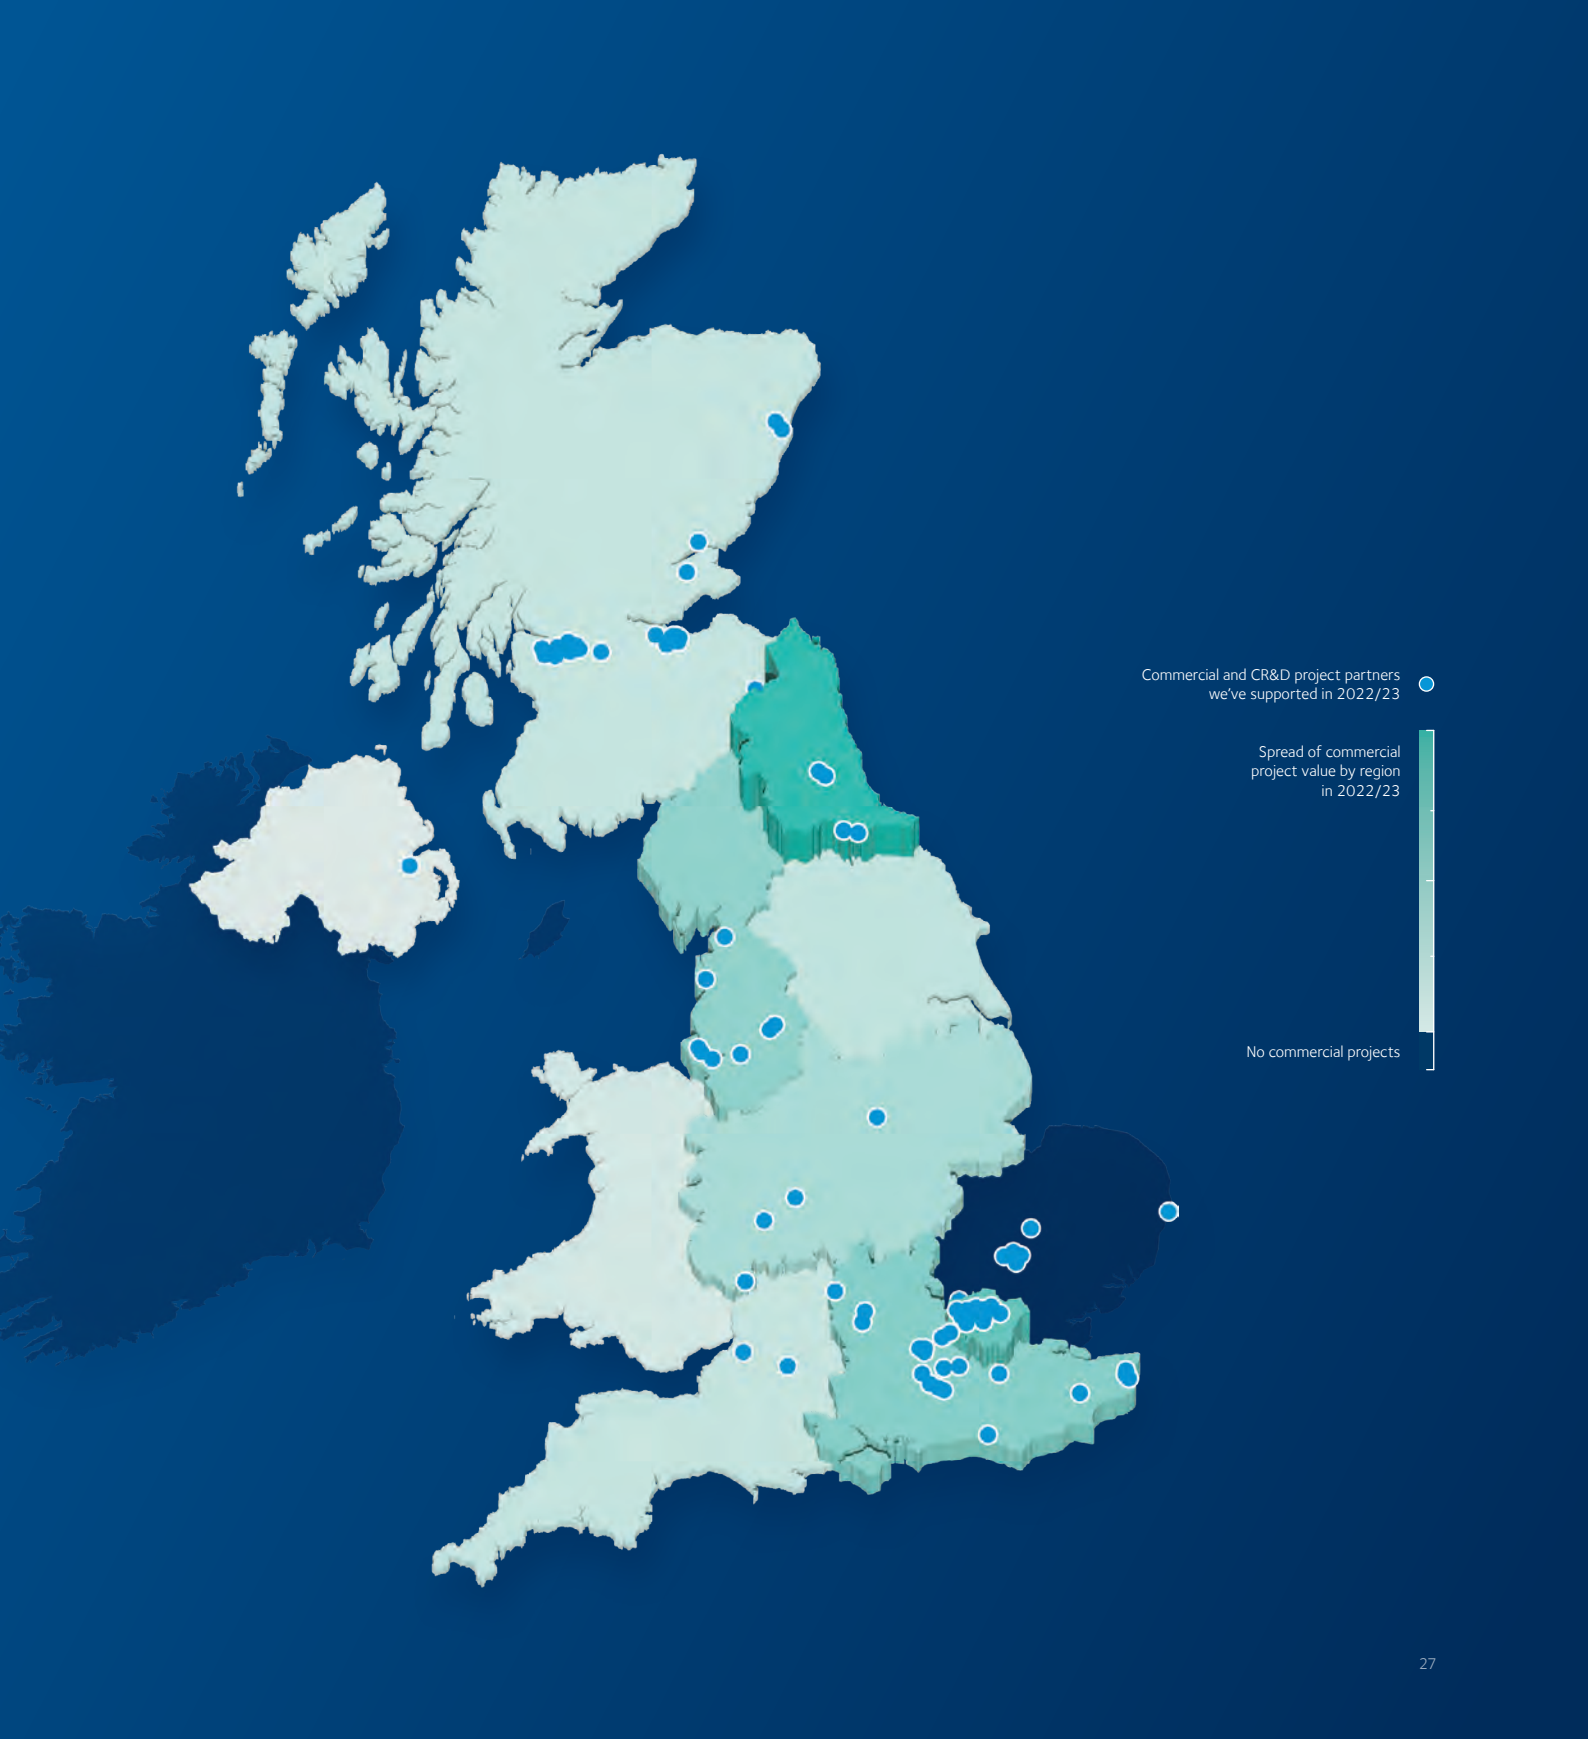 Commercial and CR&D project partners
we've supported in 2022/23
Spread of commercial
project value by region
in 2022/23
No commercial projects
27